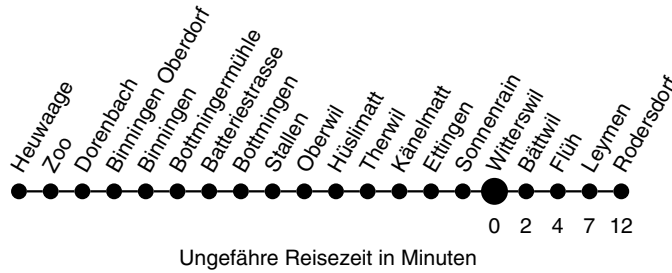 Heuwaage
Zoo
Dorenbach
Binningen Oberdorf
Binningen
Bottmingermühle
Batteriestrasse
Bottmingen
Stallen
Oberwil
Hüslimatt
Therwil
Känelmatt
Ettingen
Sonnenrain
Witterswil
Bättwil
Flüh
Leymen
Rodersdorf
0 2 4 7 12
Ungefähre Reisezeit in Minuten